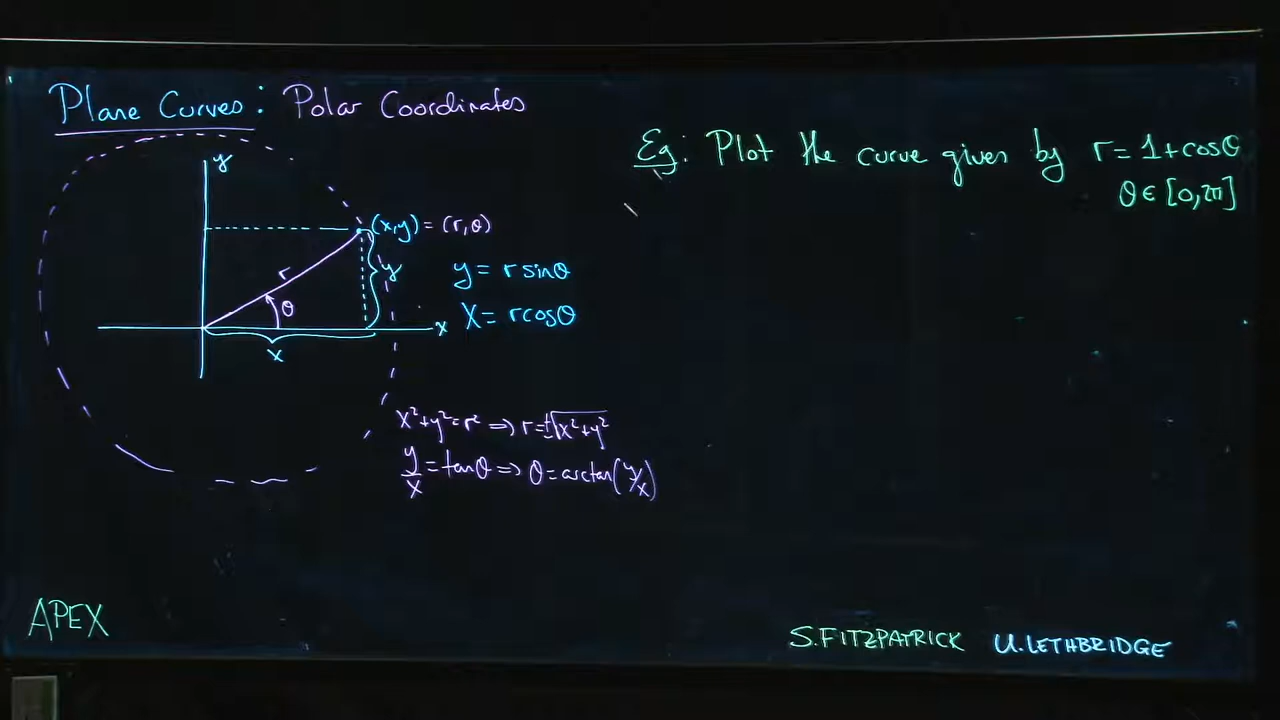 Plane Curves: Polar Coordinates
y
(x,y) = (r,θ)
r
θ
y
x
x
y = r sinθ
x = r cosθ
x²+y²=r² ⇒ r=±√x²+y²
y/x = tanθ ⇒ θ = arctan(y/x)
Eg: Plot the curve given by r = 1+cosθ
θ ∈ [0,2π]
APEX
S.FITZPATRICK U.LETHBRIDGE